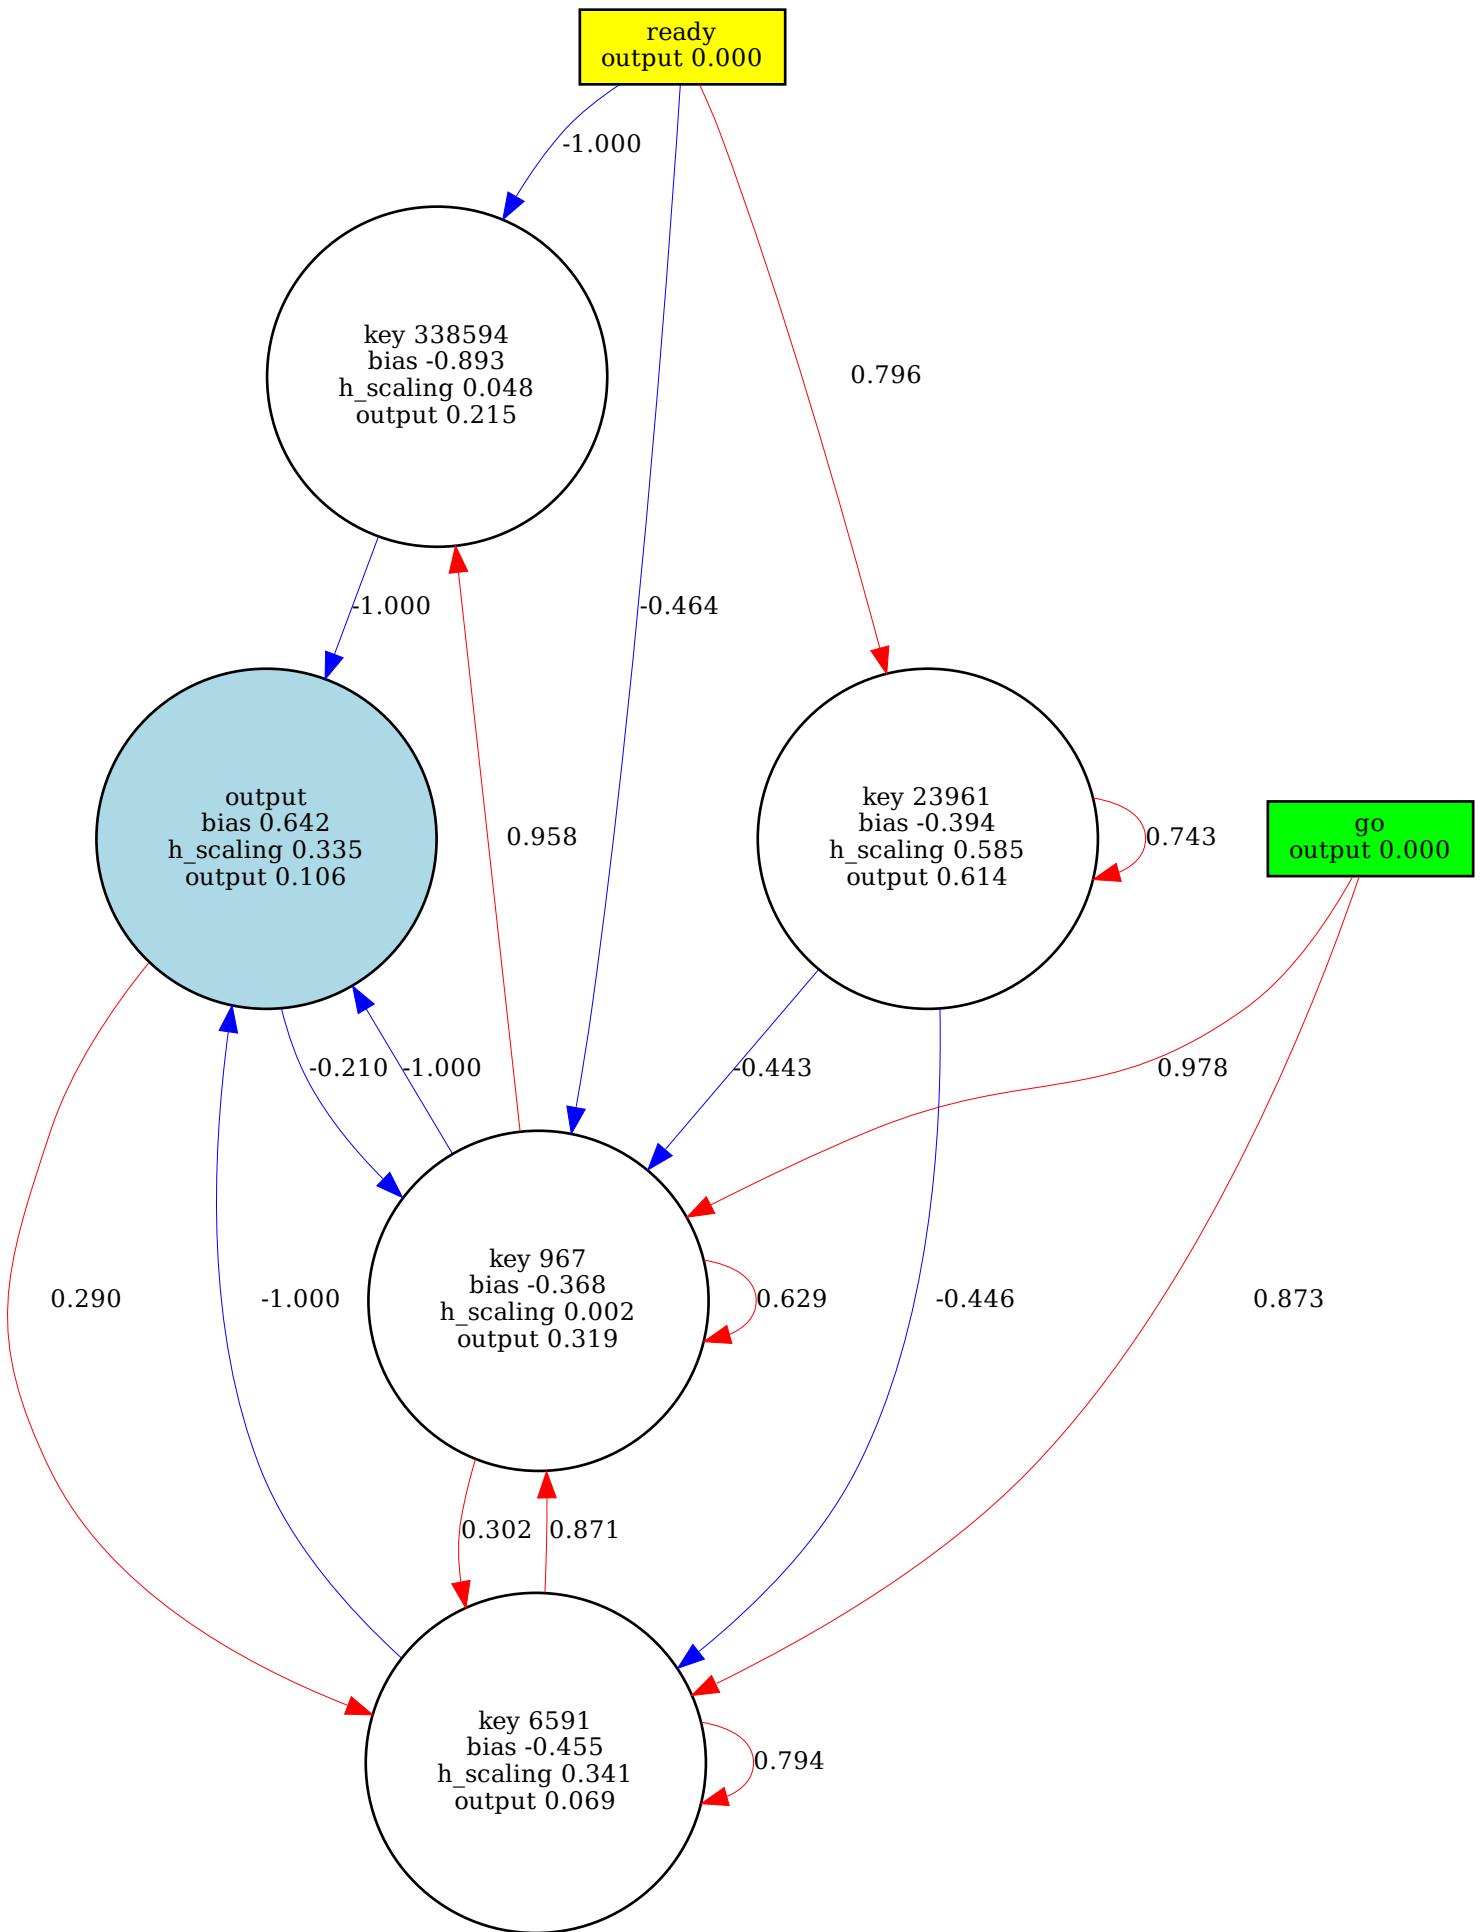 ready
output 0.000
-1.000
key 338594
bias -0.893
h_scaling 0.048
output 0.215
0.796
-1.000
-0.464
output
bias 0.642
h_scaling 0.335
output 0.106
0.958
key 23961
bias -0.394
h_scaling 0.585
output 0.614
0.743
go
output 0.000
-0.210
-1.000
-0.443
0.978
0.290
-1.000
key 967
bias -0.368
h_scaling 0.002
output 0.319
0.629
-0.446
0.873
0.302
0.871
key 6591
bias -0.455
h_scaling 0.341
output 0.069
0.794